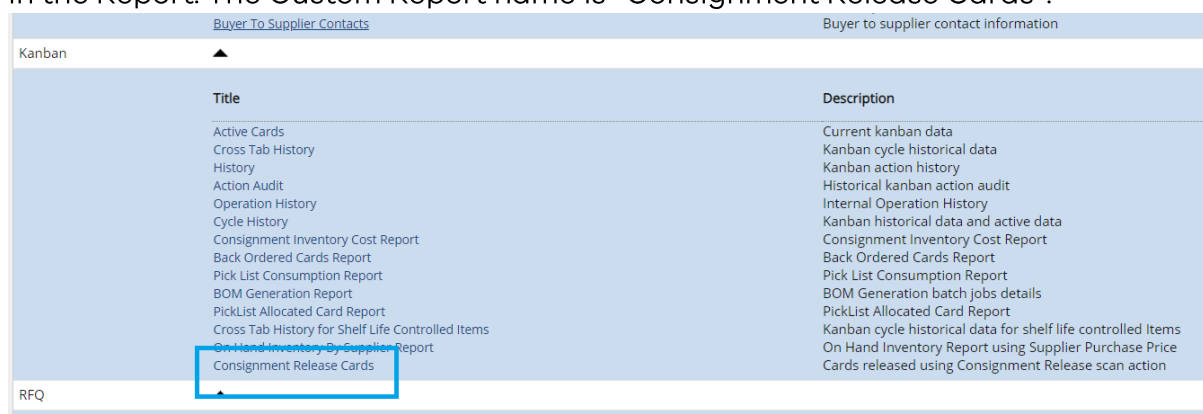 in the Report. The Custom Report name is "Consignment Release Cards".
Buyer To Supplier Contacts Buyer to supplier contact information
Kanban
Title Description
Active Cards Current kanban data
Cross Tab History Kanban cycle historical data
History Kanban action history
Action Audit Historical kanban action audit
Operation History Internal Operation History
Cycle History Kanban historical data and active data
Consignment Inventory Cost Report Consignment Inventory Cost Report
Back Ordered Cards Report Back Ordered Cards Report
Pick List Consumption Report Pick List Consumption Report
BOM Generation Report BOM Generation batch jobs details
PickList Allocated Card Report PickList Allocated Card Report
Cross Tab History for Shelf Life Controlled Items Kanban cycle historical data for shelf life controlled Items
On Hand Inventory By Supplier Report On Hand Inventory Report using Supplier Purchase Price
Consignment Release Cards Cards released using Consignment Release scan action
RFQ